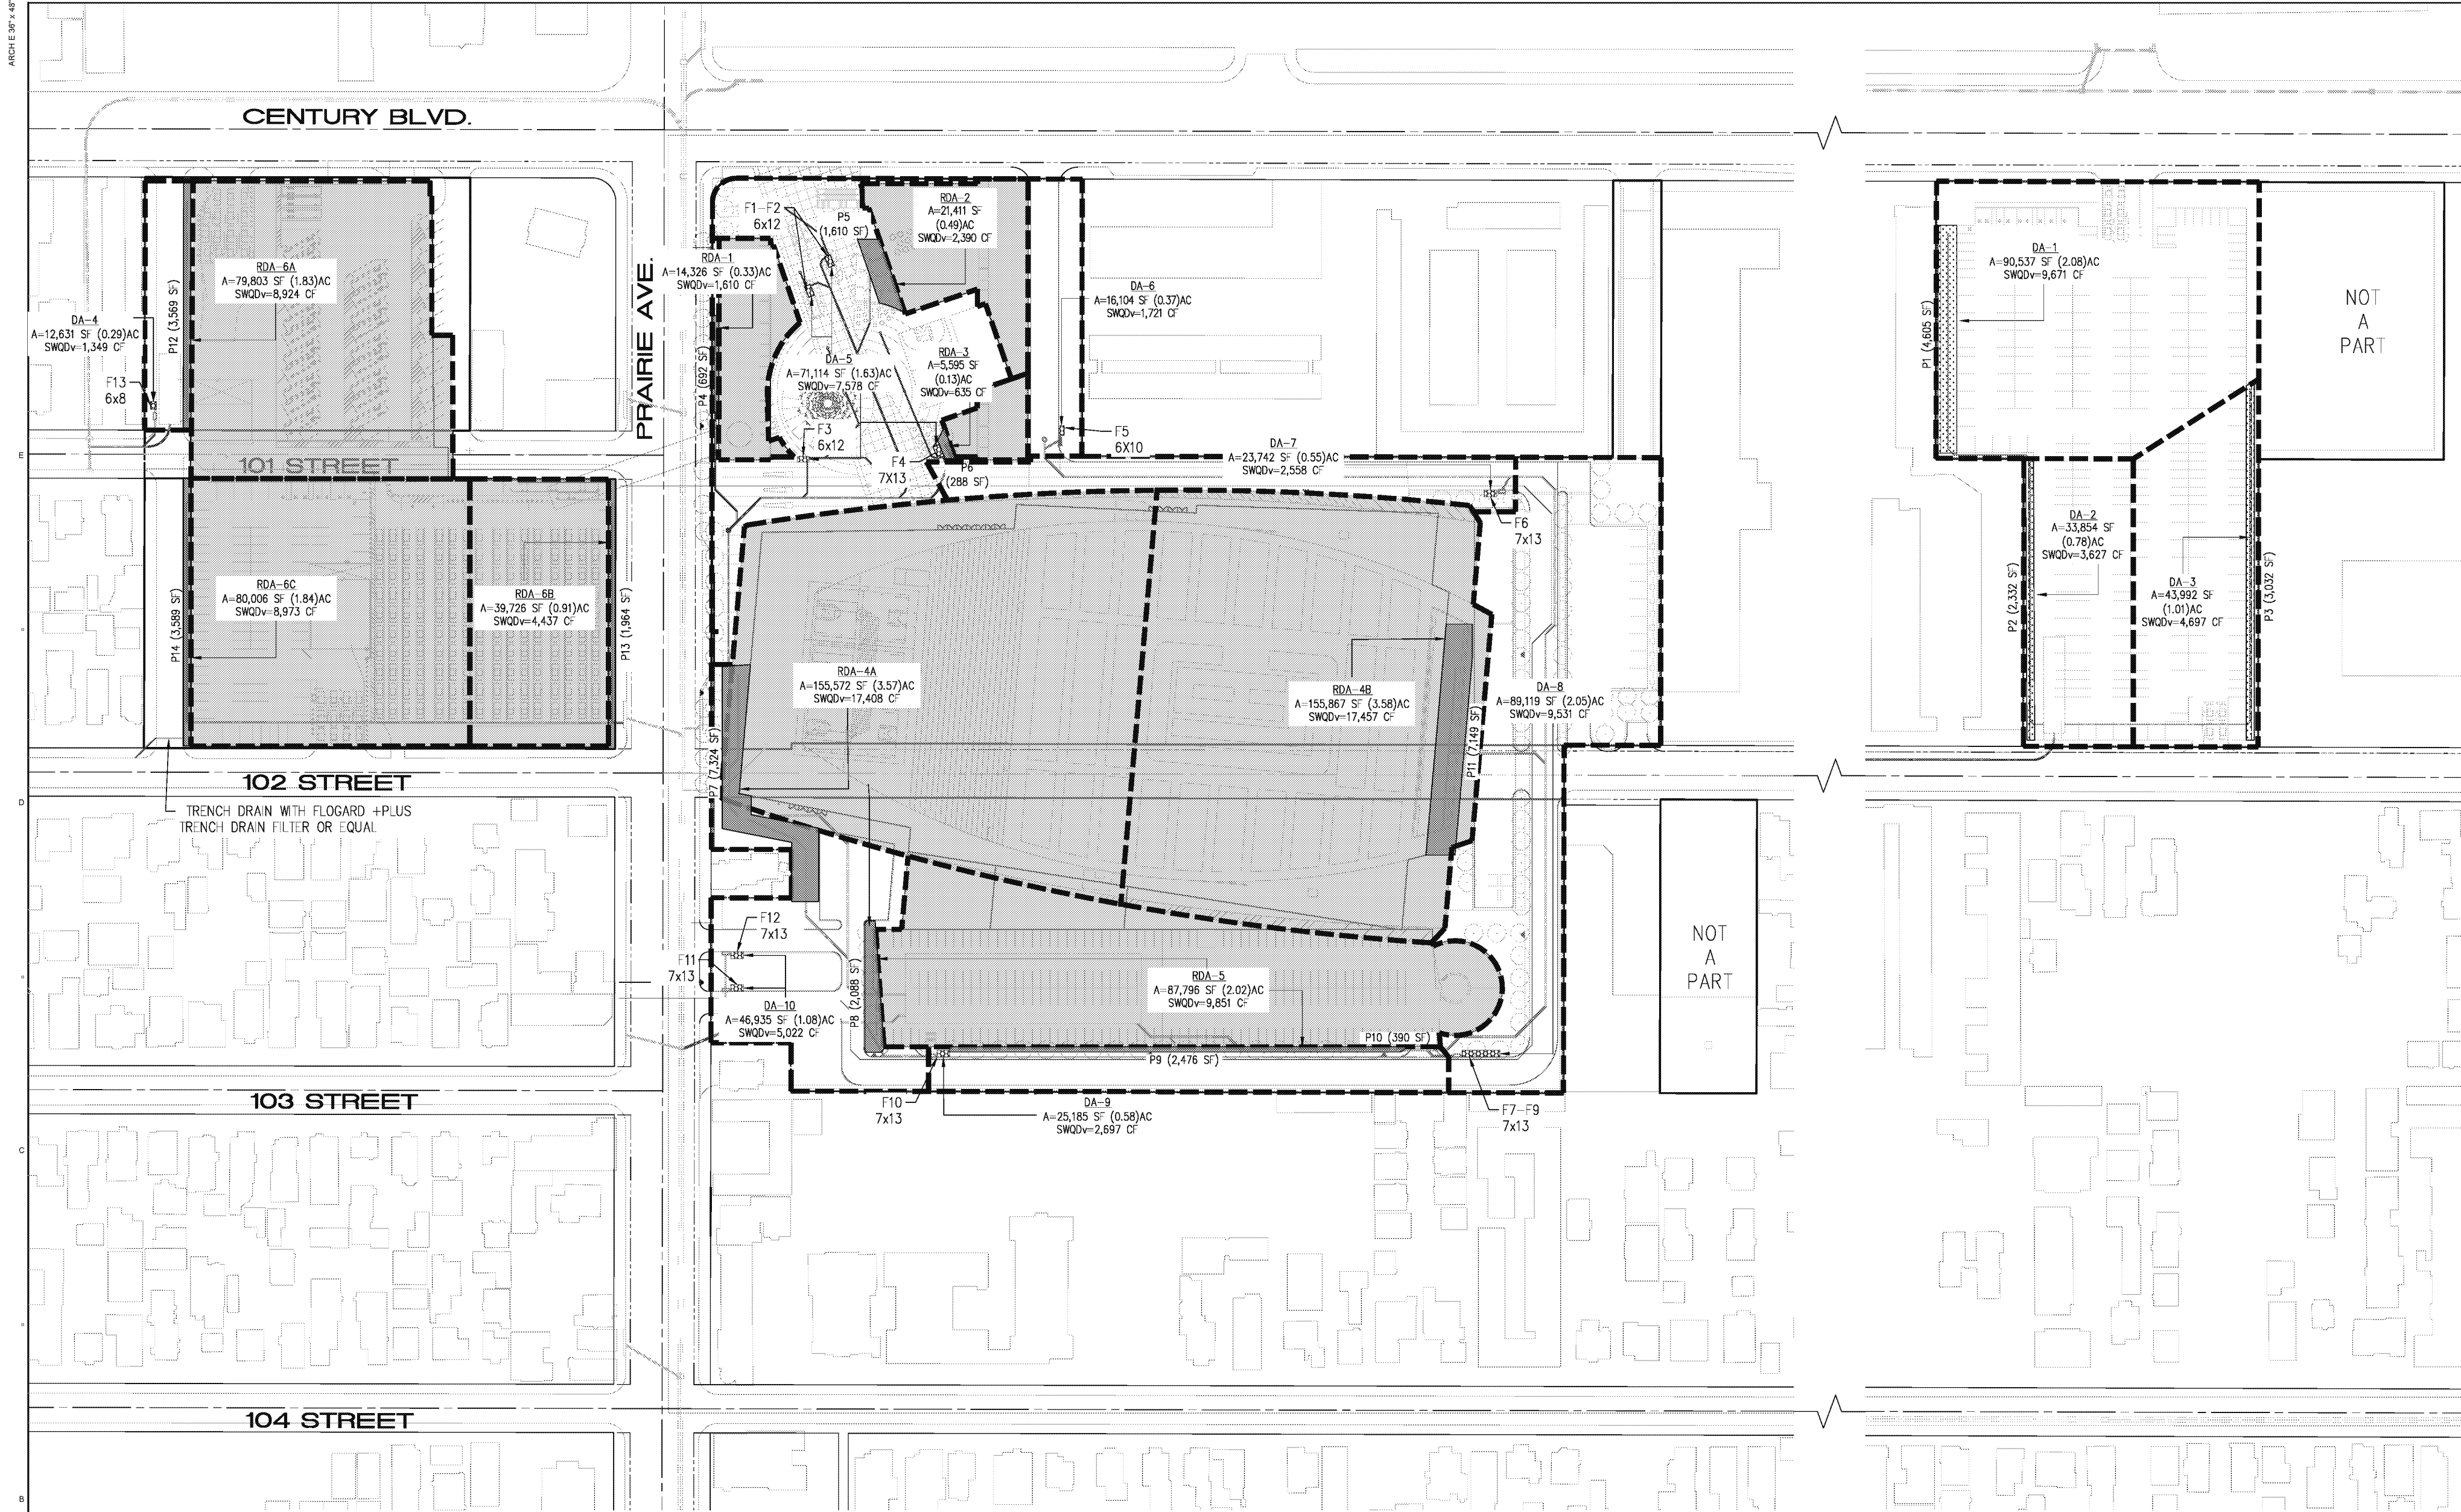 ARCH E 36" x 48"
CENTURY BLVD.
PRAIRIE AVE.
RDA-6A
A=79,803 SF (1.83)AC
SWQDv=8,924 CF
P12 (3,569 SF)
DA-4
A=12,631 SF (0.29)AC
SWQDv=1,349 CF
F13
6x8
101 STREET
RDA-6C
A=80,006 SF (1.84)AC
SWQDv=8,973 CF
P14 (3,589 SF)
RDA-6B
A=39,726 SF (0.91)AC
SWQDv=4,437 CF
P13 (1,964 SF)
102 STREET
TRENCH DRAIN WITH FLOGARD +PLUS
TRENCH DRAIN FILTER OR EQUAL
103 STREET
104 STREET
F1-F2
6x12
P5
(1,610 SF)
RDA-2
A=21,411 SF
(0.49)AC
SWQDv=2,390 CF
RDA-1
A=14,326 SF (0.33)AC
SWQDv=1,610 CF
P4 (692 SF)
DA-5
A=71,114 SF (1.63)AC
SWQDv=7,578 CF
RDA-3
A=5,595 SF
(0.13)AC
SWQDv=635 CF
F3
6x12
F4
7X13
P6
(288 SF)
DA-6
A=16,104 SF (0.37)AC
SWQDv=1,721 CF
F5
6X10
DA-7
A=23,742 SF (0.55)AC
SWQDv=2,558 CF
F6
7x13
RDA-4A
A=155,572 SF (3.57)AC
SWQDv=17,408 CF
P7 (7,324 SF)
RDA-4B
A=155,867 SF (3.58)AC
SWQDv=17,457 CF
P11 (7,149 SF)
DA-8
A=89,119 SF (2.05)AC
SWQDv=9,531 CF
F12
7x13
F11
7x13
DA-10
A=46,935 SF (1.08)AC
SWQDv=5,022 CF
P8 (2,088 SF)
RDA-5
A=87,796 SF (2.02)AC
SWQDv=9,851 CF
P10 (390 SF)
P9 (2,476 SF)
F10
7x13
DA-9
A=25,185 SF (0.58)AC
SWQDv=2,697 CF
F7-F9
7x13
NOT
A
PART
DA-1
A=90,537 SF (2.08)AC
SWQDv=9,671 CF
P1 (4,605 SF)
NOT
A
PART
DA-2
A=33,854 SF
(0.78)AC
SWQDv=3,627 CF
P2 (2,332 SF)
DA-3
A=43,992 SF
(1.01)AC
SWQDv=4,697 CF
P3 (3,032 SF)
E
D
C
B